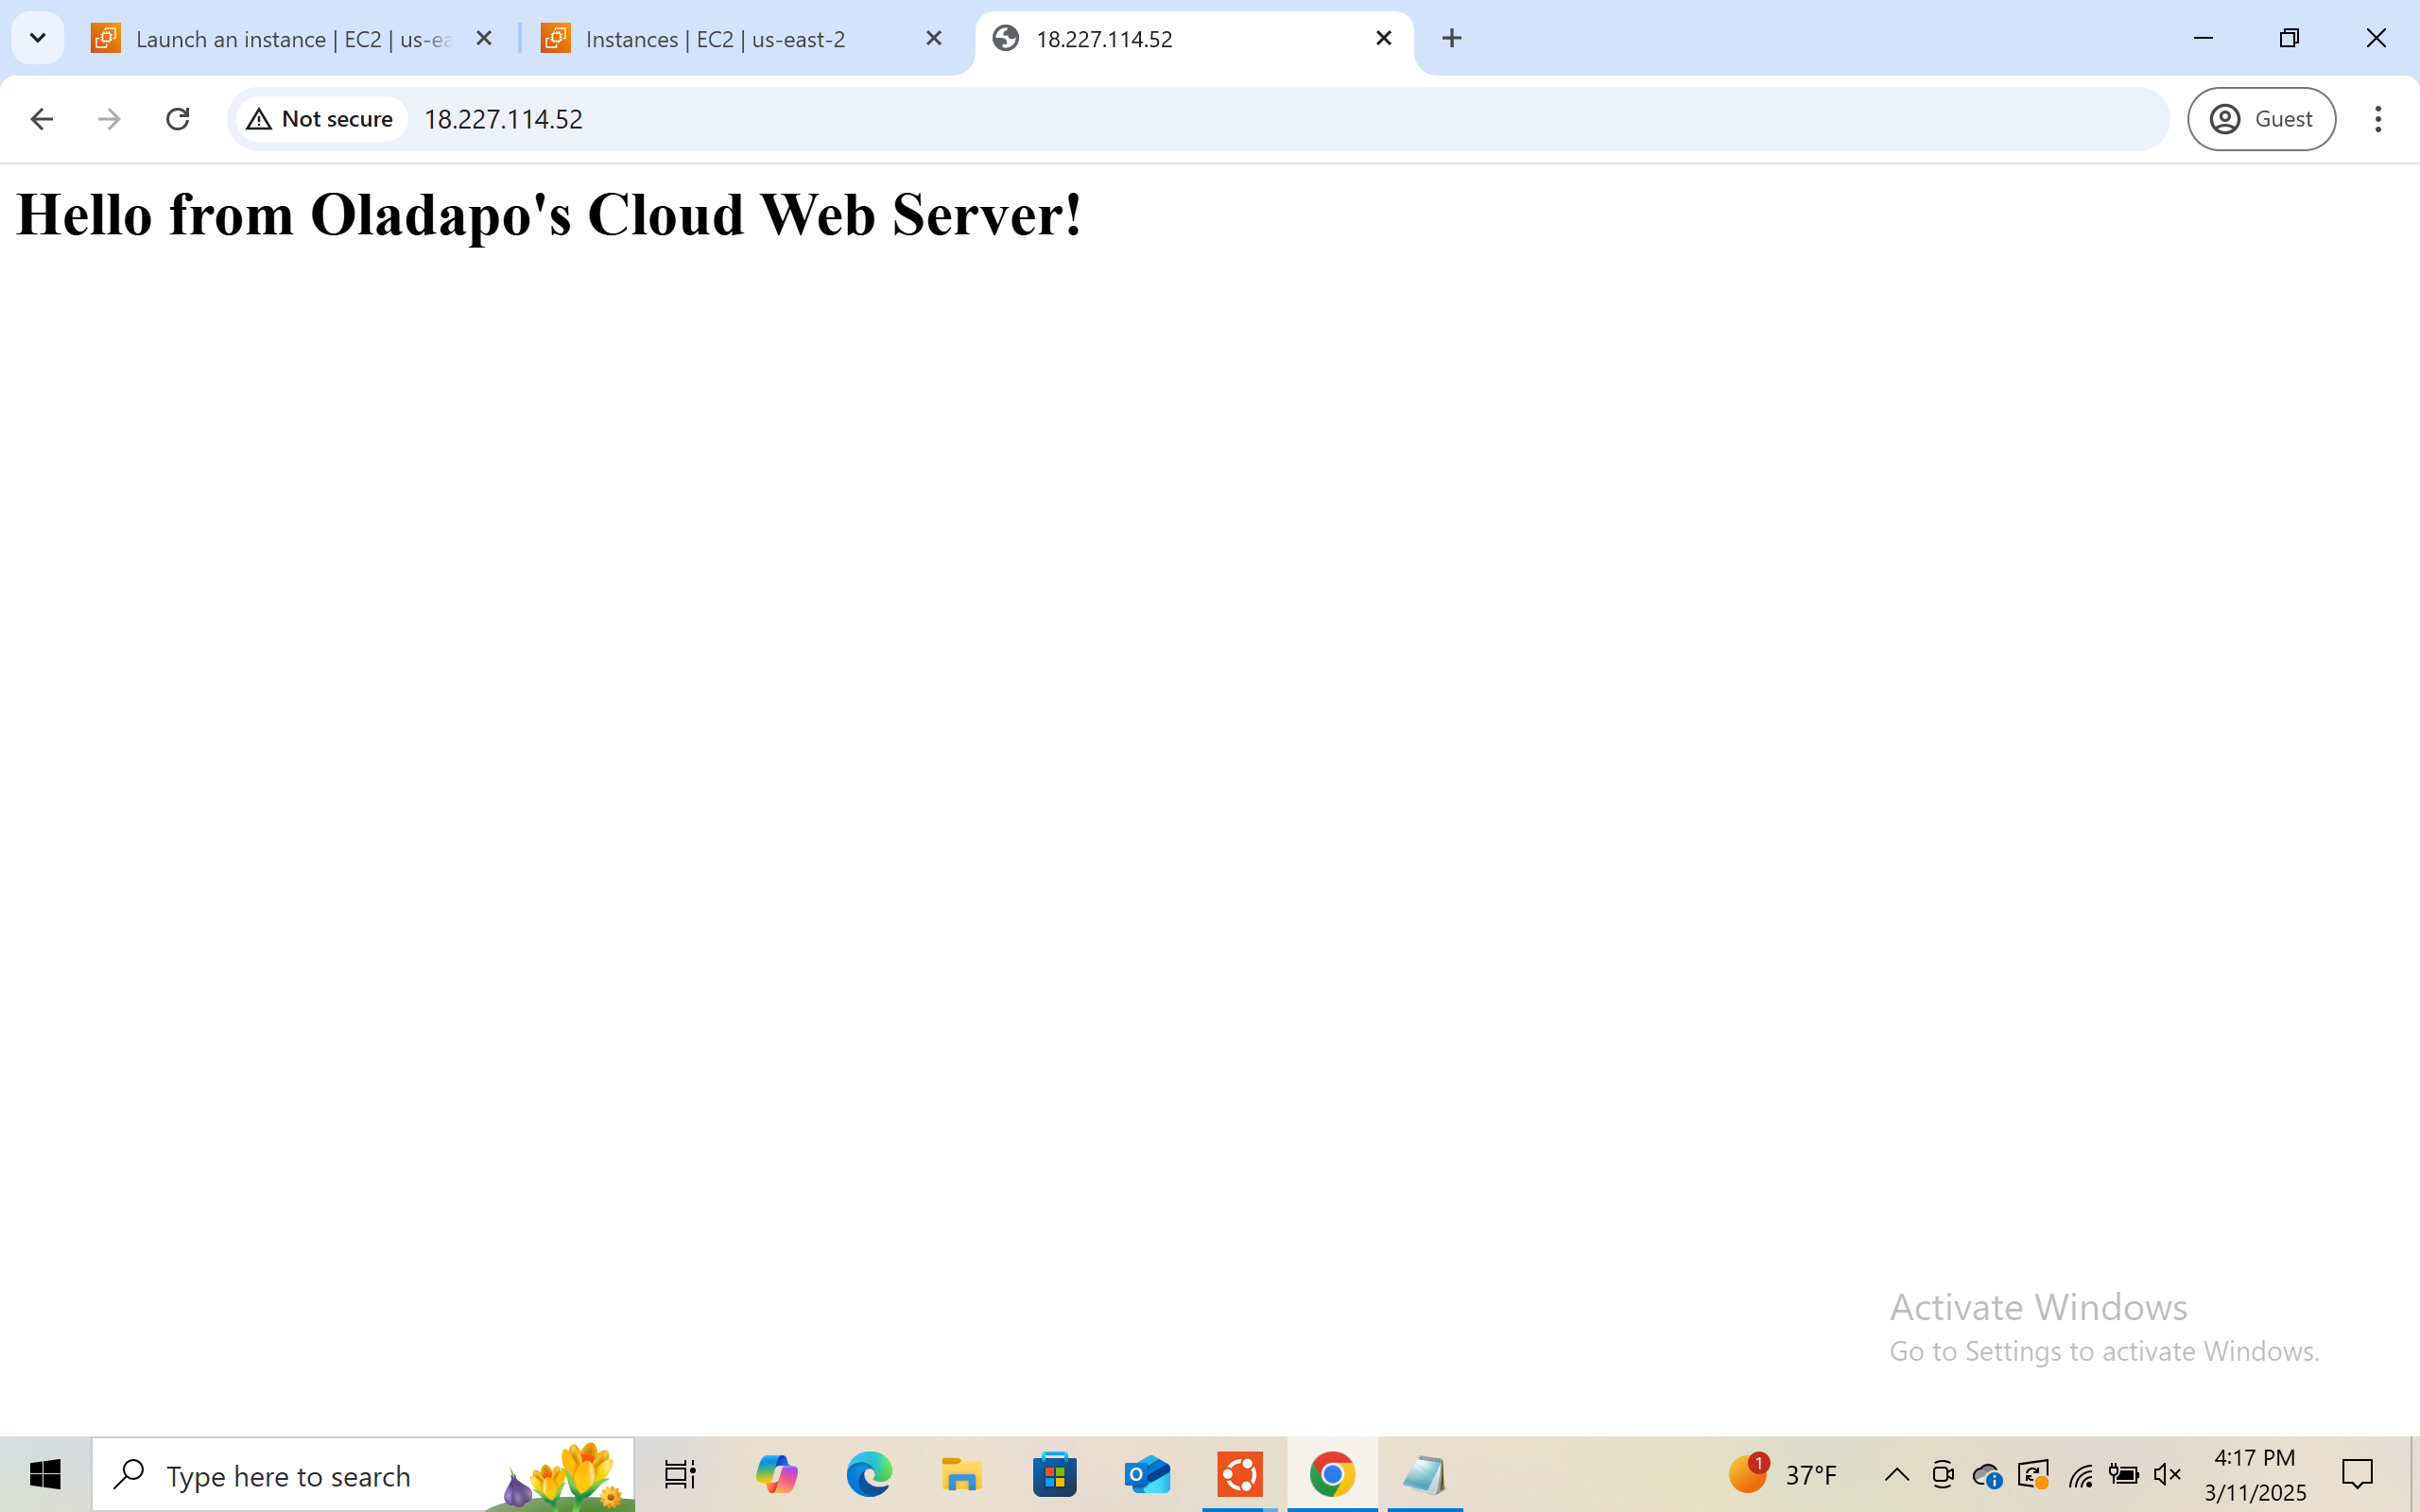 Launch an instance | EC2 | us-ea
Instances | EC2 | us-east-2
18.227.114.52
Not secure
18.227.114.52
Guest
Hello from Oladapo's Cloud Web Server!
Activate Windows
Go to Settings to activate Windows.
Type here to search
1
37°F
4:17 PM
3/11/2025